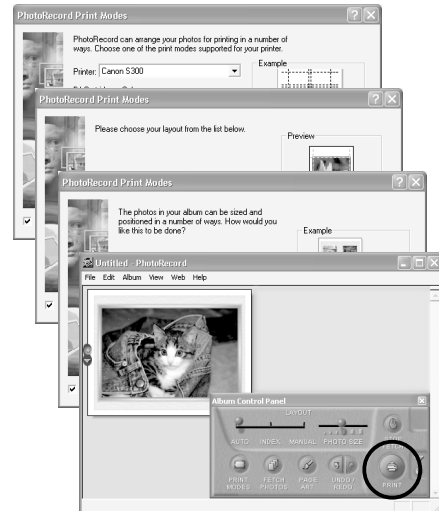 PhotoRecord Print Modes
PhotoRecord can arrange your photos for printing in a number of
ways. Choose one of the print modes supported for your printer.
Printer: Canon S300
Example
PhotoRecord Print Modes
Please choose your layout from the list below.
Preview
PhotoRecord Print Modes
The photos in your album can be sized and
positioned in a number of ways. How would you
like this to be done?
Example
Untitled - PhotoRecord
File Edit Album View Web Help
Album Control Panel
LAYOUT
AUTO INDEX MANUAL PHOTO SIZE STOP
FETCH
PRINT MODES FETCH PHOTOS PAGE ART UNDO/ REDO PRINT